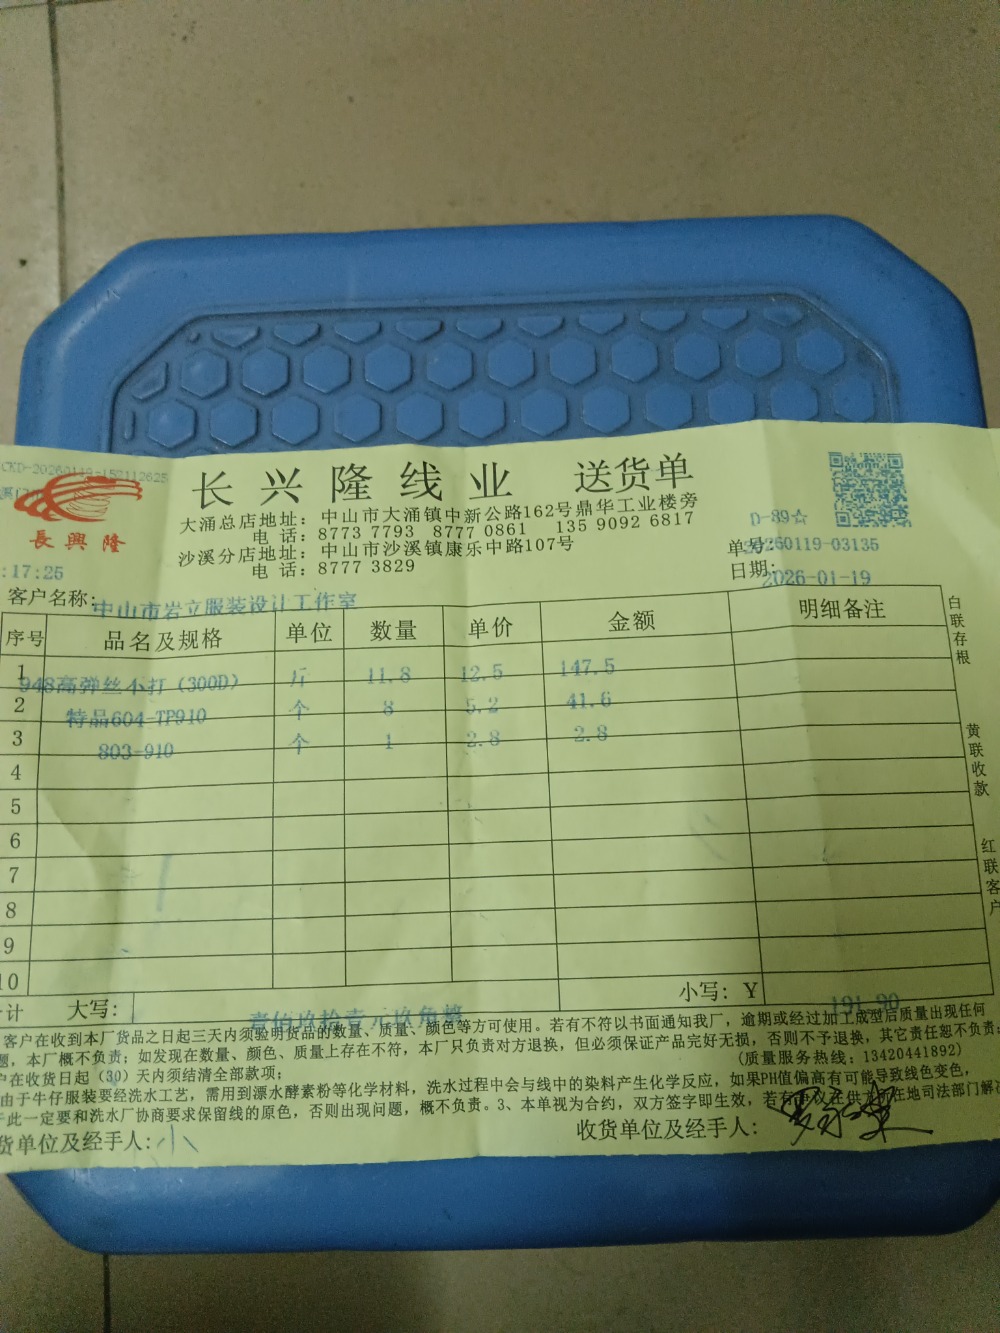 CKD-20260119-152112625
長興隆
:17:25
长兴隆线业 送货单
大涌总店地址：中山市大涌镇中新公路162号鼎华工业楼旁
电 话：8773 7793 8777 0861 135 9092 6817
沙溪分店地址：中山市沙溪镇康乐中路107号
电 话：8777 3829
D-89☆
单号：20260119-03135
日期：2026-01-19
客户名称：中山市岩立服装设计工作室
序号 品名及规格 单位 数量 单价 金额 明细备注
1 948高弹丝不打（300D） 斤 11.8 12.5 147.5
2 特品604-TP910 个 8 5.2 41.6
3 803-910 个 1 2.8 2.8
4
5
6
7
8
9
10
计 大写：壹佰玖拾壹元玖角整 小写：Y 191.90
白联存根
黄联收款
红联客户
客户在收到本厂货品之日起三天内须验明货品的数量、质量、颜色等方可使用。若有不符以书面通知我厂，逾期或经过加工成型后质量出现任何
题，本厂概不负责；如发现在数量、颜色、质量上存在不符，本厂只负责对方退换，但必须保证产品完好无损，否则不予退换，其它责任恕不负责；
户在收货日起（30）天内须结清全部款项； （质量服务热线：13420441892）
由于牛仔服装要经洗水工艺，需用到漂水酵素粉等化学材料，洗水过程中会与线中的染料产生化学反应，如果PH值偏高有可能导致线色变色，
于此一定要和洗水厂协商要求保留线的原色，否则出现问题，概不负责。3、本单视为合约，双方签字即生效，若有争议在供方所在地司法部门解决
货单位及经手人：小 收货单位及经手人：